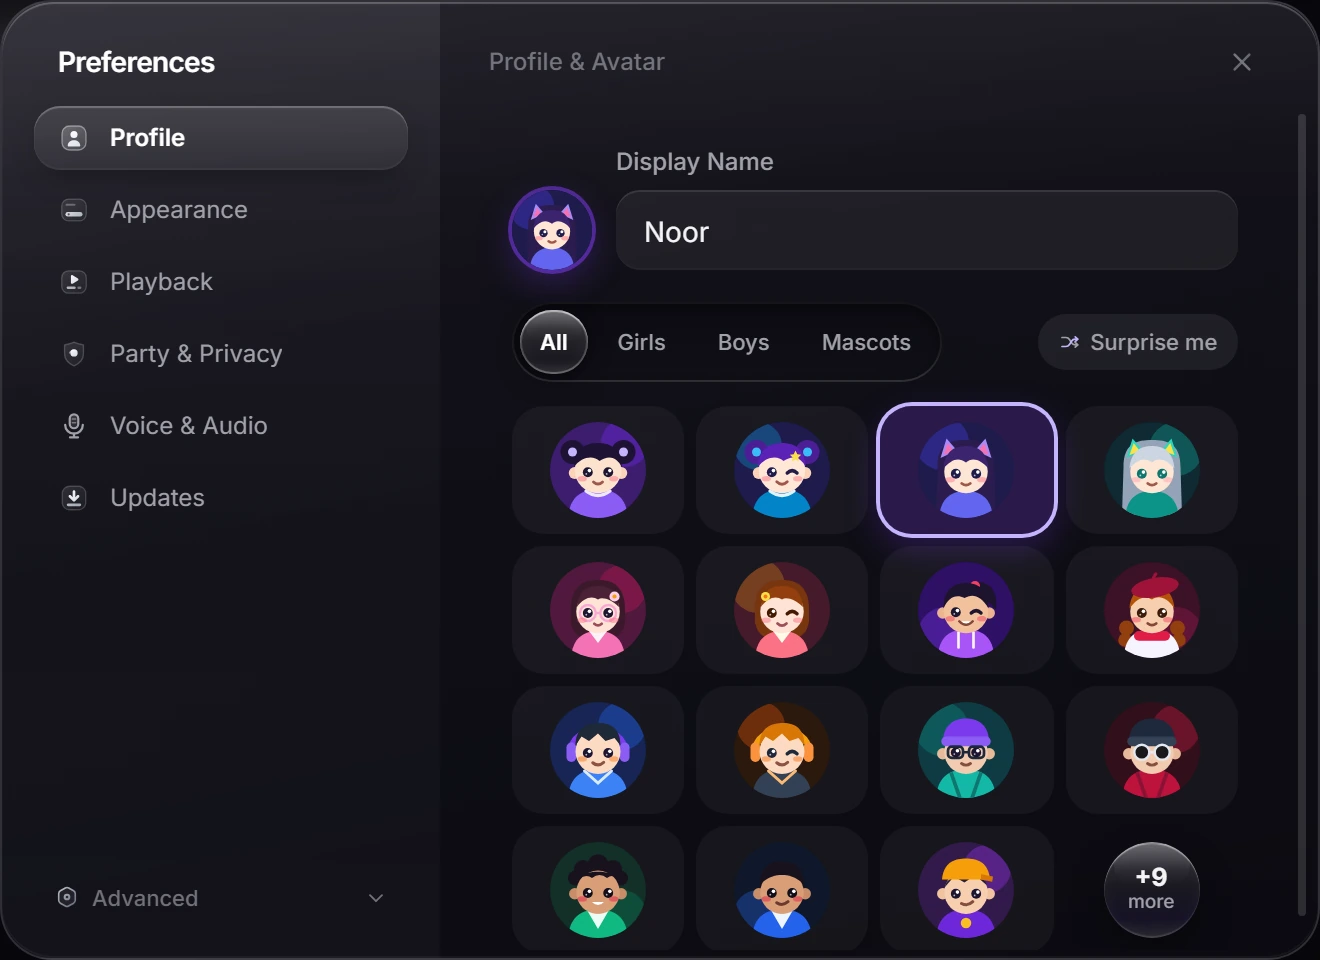 Preferences
Profile
Appearance
Playback
Party & Privacy
Voice & Audio
Updates
Advanced
Profile & Avatar
Display Name
Noor
All
Girls
Boys
Mascots
Surprise me
+9
more